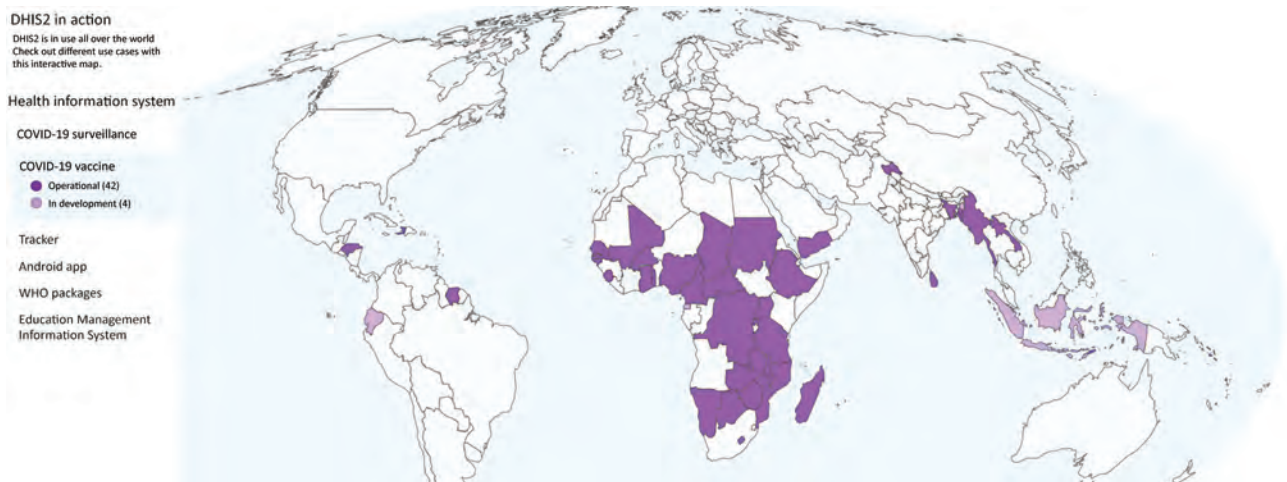 DHIS2 in action
DHIS2 is in use all over the world
Check out different use cases with
this interactive map.
Health information system
COVID-19 surveillance
COVID-19 vaccine
Operational (42)
In development (4)
Tracker
Android app
WHO packages
Education Management
Information System